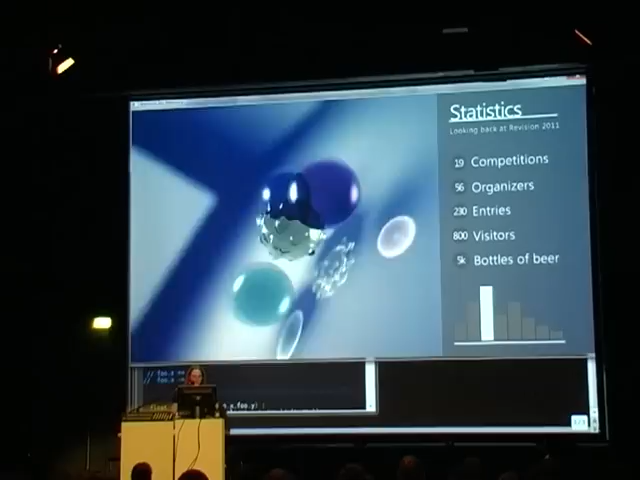 Statistics
Looking back at Revision 2011
19 Competitions
56 Organizers
230 Entries
800 Visitors
5k Bottles of beer